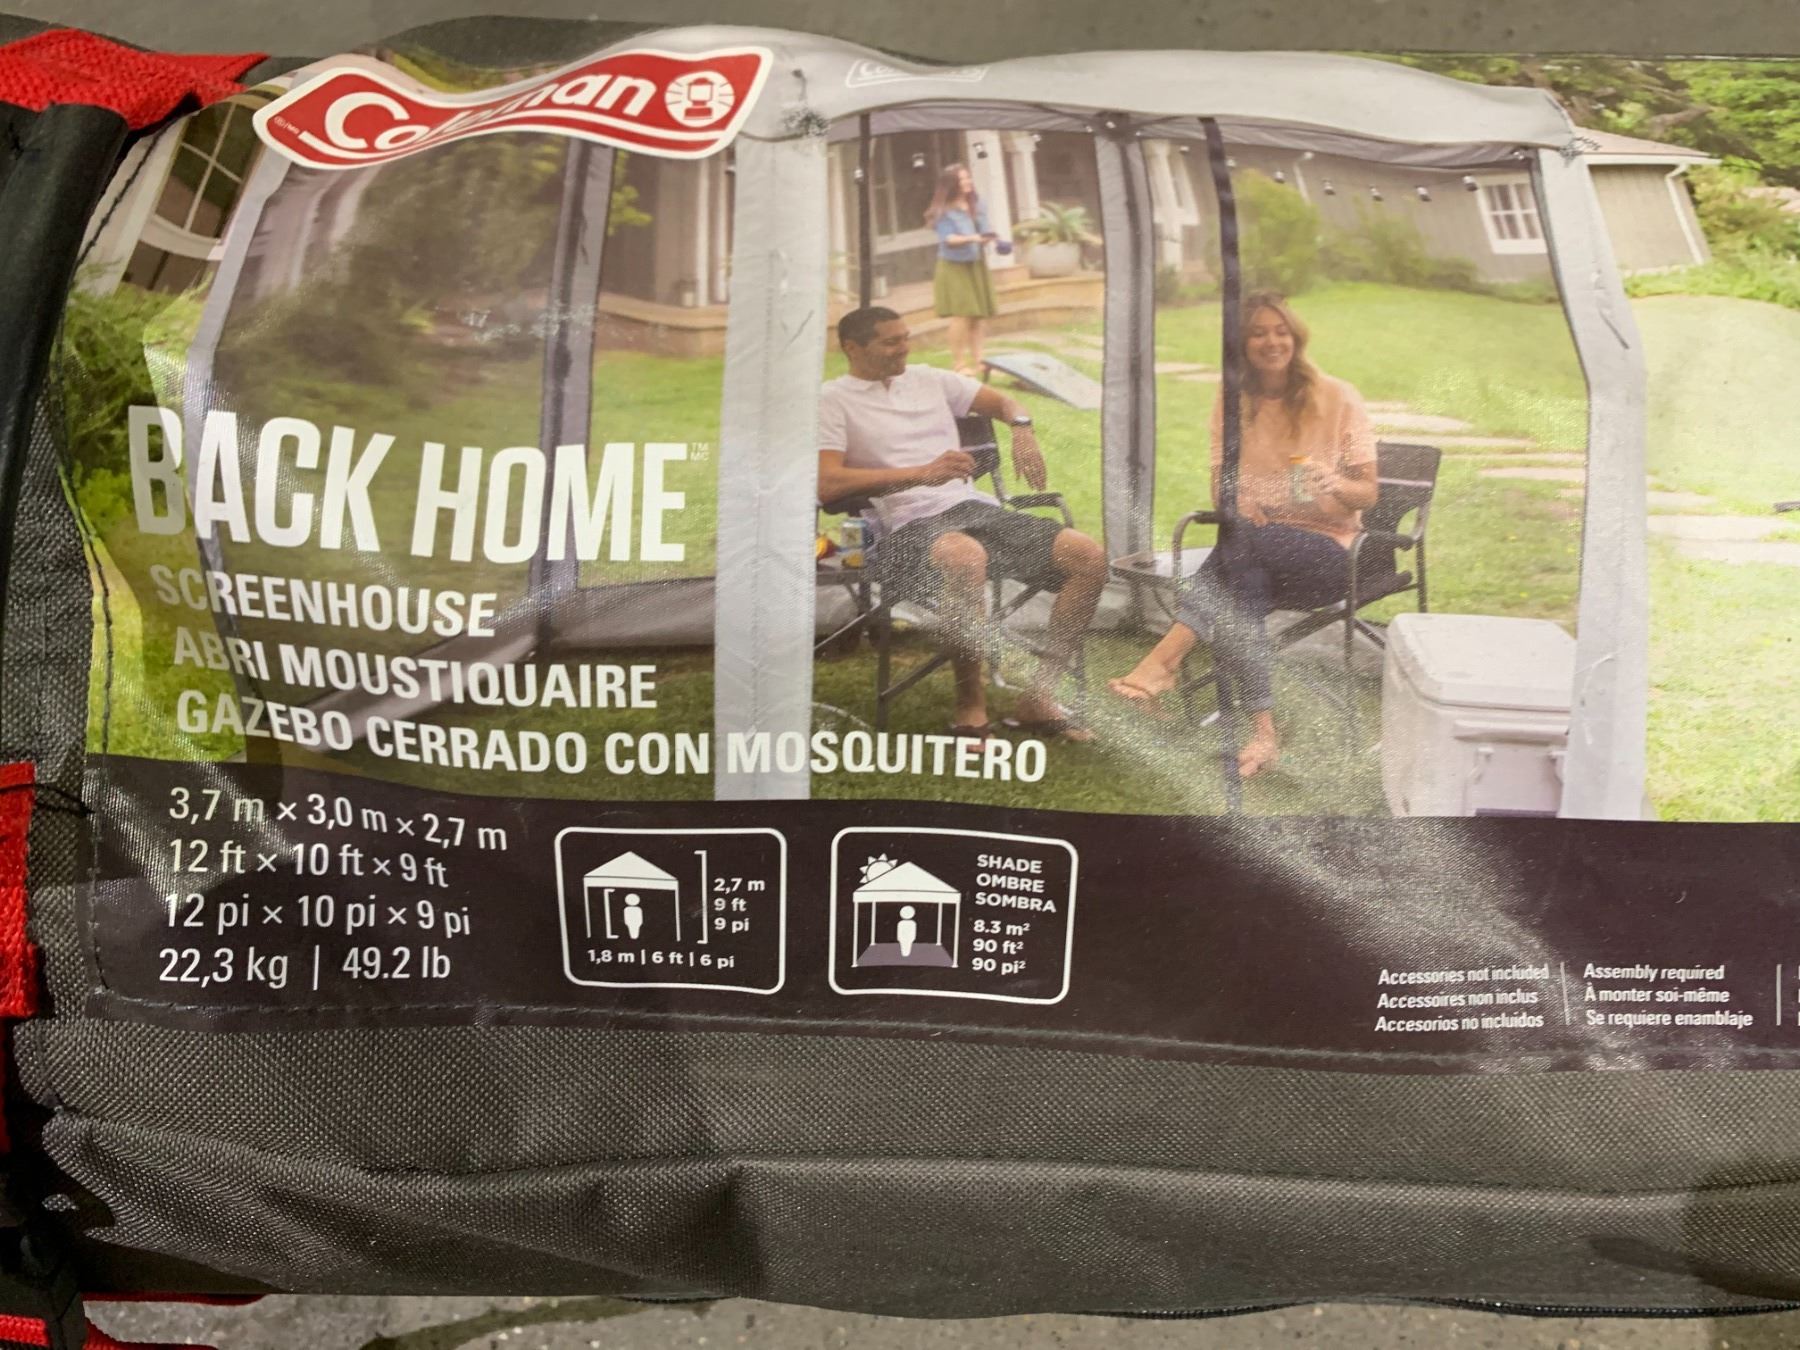 Coleman
BACK HOME™ MC
SCREENHOUSE
ABRI MOUSTIQUAIRE
GAZEBO CERRADO CON MOSQUITERO
3,7 m × 3,0 m × 2,7 m
12 ft × 10 ft × 9 ft
12 pi × 10 pi × 9 pi
22,3 kg | 49.2 lb
2,7 m
9 ft
9 pi
1,8 m | 6 ft | 6 pi
SHADE
OMBRE
SOMBRA
8.3 m²
90 ft²
90 pi²
Accessories not included
Accessoires non inclus
Accesorios no incluidos
Assembly required
À monter soi-même
Se requiere enamblaje